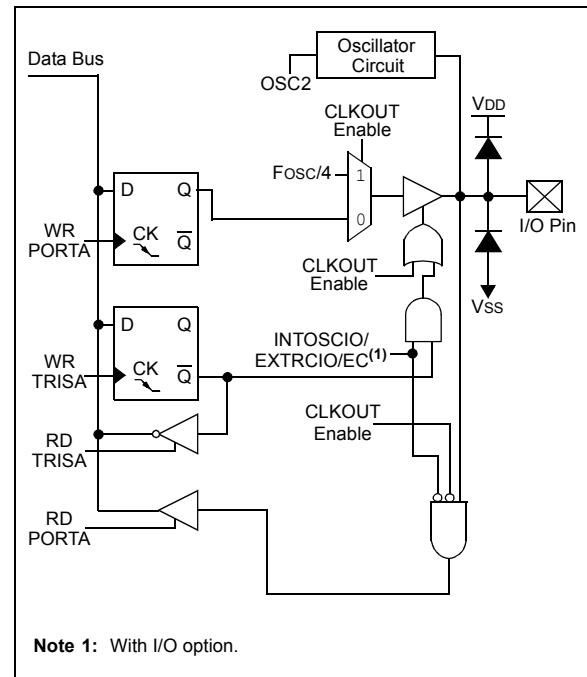 Oscillator
Circuit
Data Bus
OSC2
VDD
CLKOUT
Enable
FOSC/4
1
D Q
0
I/O Pin
WR
PORTA
CK Q
CLKOUT
Enable
VSS
D Q
INTOSCIO/
EXTRCIO/EC(1)
WR
TRISA
CK Q
CLKOUT
Enable
RD
TRISA
RD
PORTA
Note 1: With I/O option.